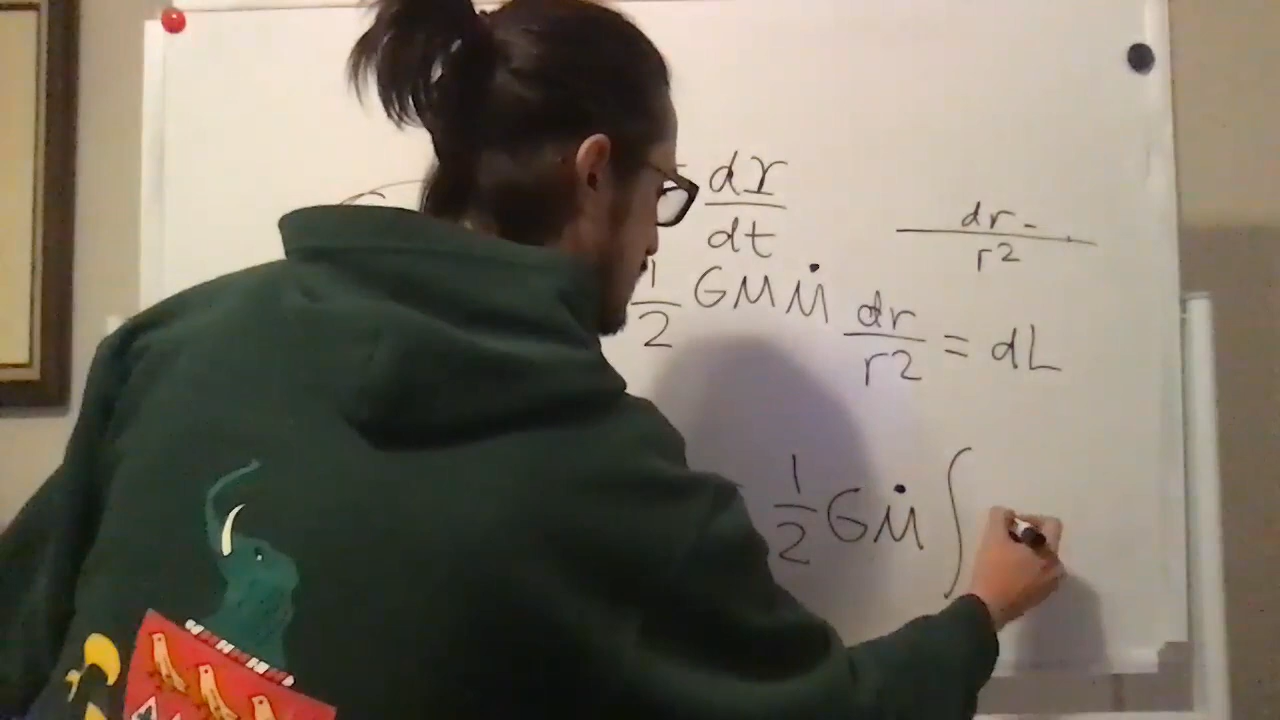 dr/dt
dr/r2
1/2 GMṀ dr/r2 = dL
1/2 GṀ ∫